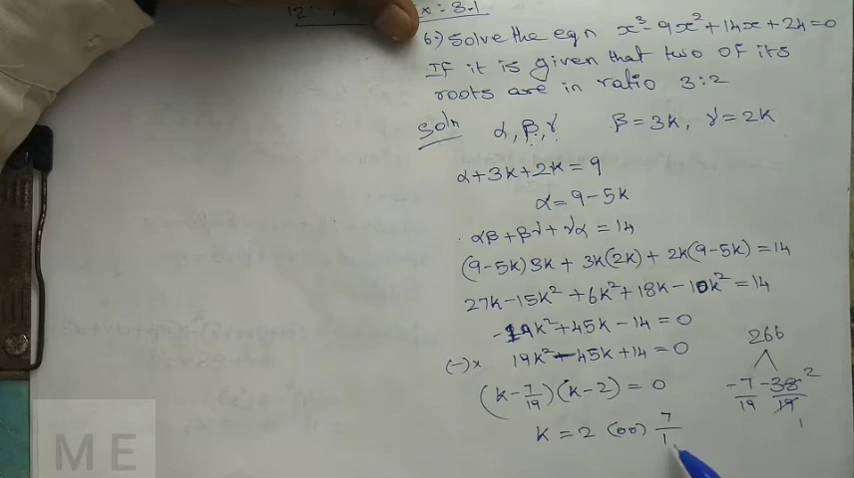 x = 3.1
6.) Solve the eqn x³-9x²+14x+24=0
If it is given that two of its
roots are in ratio 3:2
Soln α, β, γ β=3k, γ=2k
α+3k+2k=9
α=9-5k
αβ+βγ+γα=14
(9-5k)3k+3k(2k)+2k(9-5k)=14
27k-15k²+6k²+18k-10k²=14
-19k²+45k-14=0
(-)x 19k²-45k+14=0
266
(k-7/19)(k-2)=0
-7/19 -38/19 2 1
k=2 (or) 7/1
ME